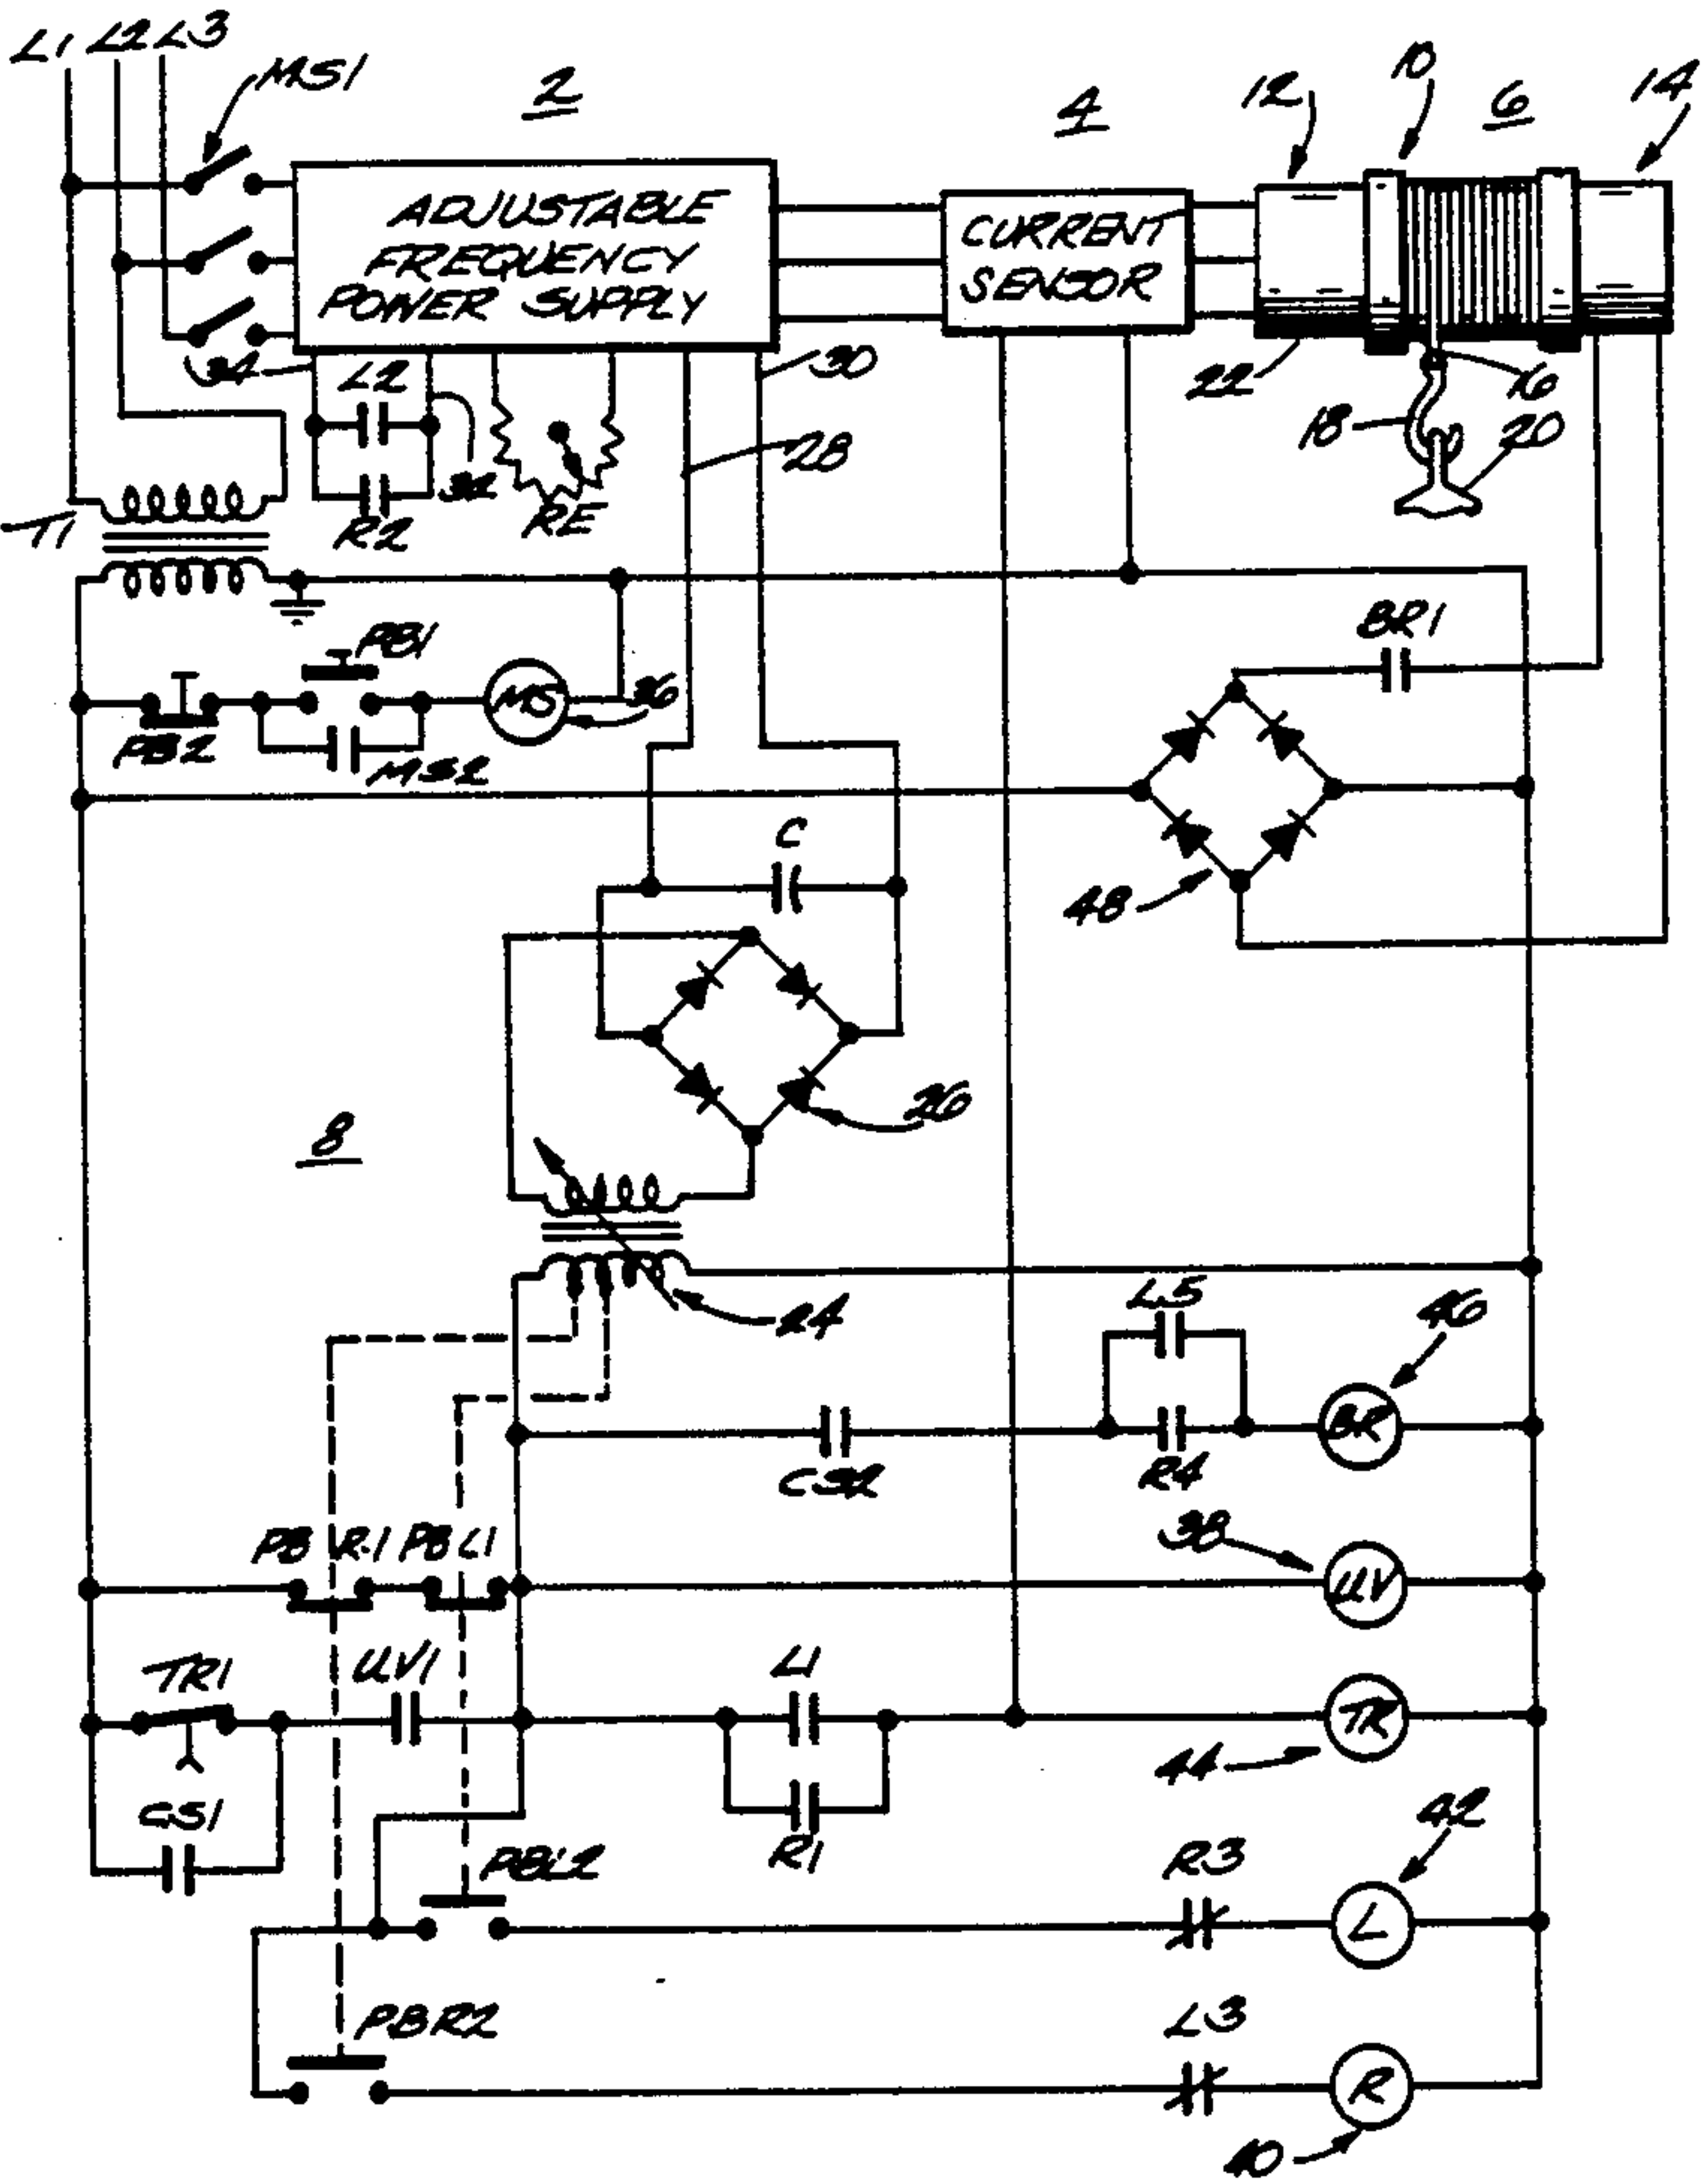 L1 L2 L3
MS1
2
4
12
10
6
14
ADJUSTABLE
FREQUENCY
POWER SUPPLY
CURRENT
SENSOR
34
L2
30
22
16
18
20
28
32
R2
RE
T1
BR1
PB1
MS
36
PB2
MS2
C
48
26
8
24
L5
46
BR
CS2
R4
38
PB R1 PB L1
UV
TR1
UV1
L1
TR
44
CS1
R1
42
PBL2
R3
L
PBR2
L3
R
40